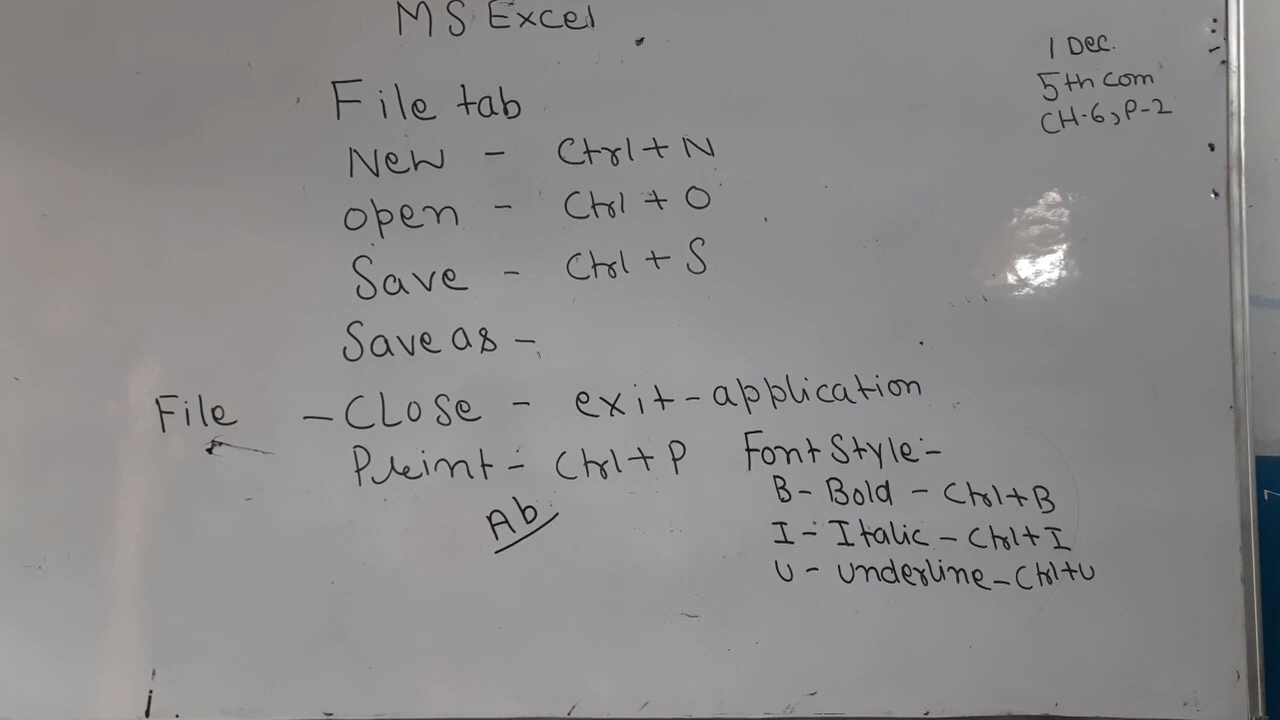 MS Excel
1 Dec.
5th com
CH-6, P-2
File tab
New - Ctrl + N
open - Ctrl + O
Save - Ctrl + S
Save as -
File - CLose - exit - application
Print - Ctrl + P
Ab
Font Style :-
B - Bold - Ctrl + B
I - Italic - Ctrl + I
U - underline - Ctrl + U